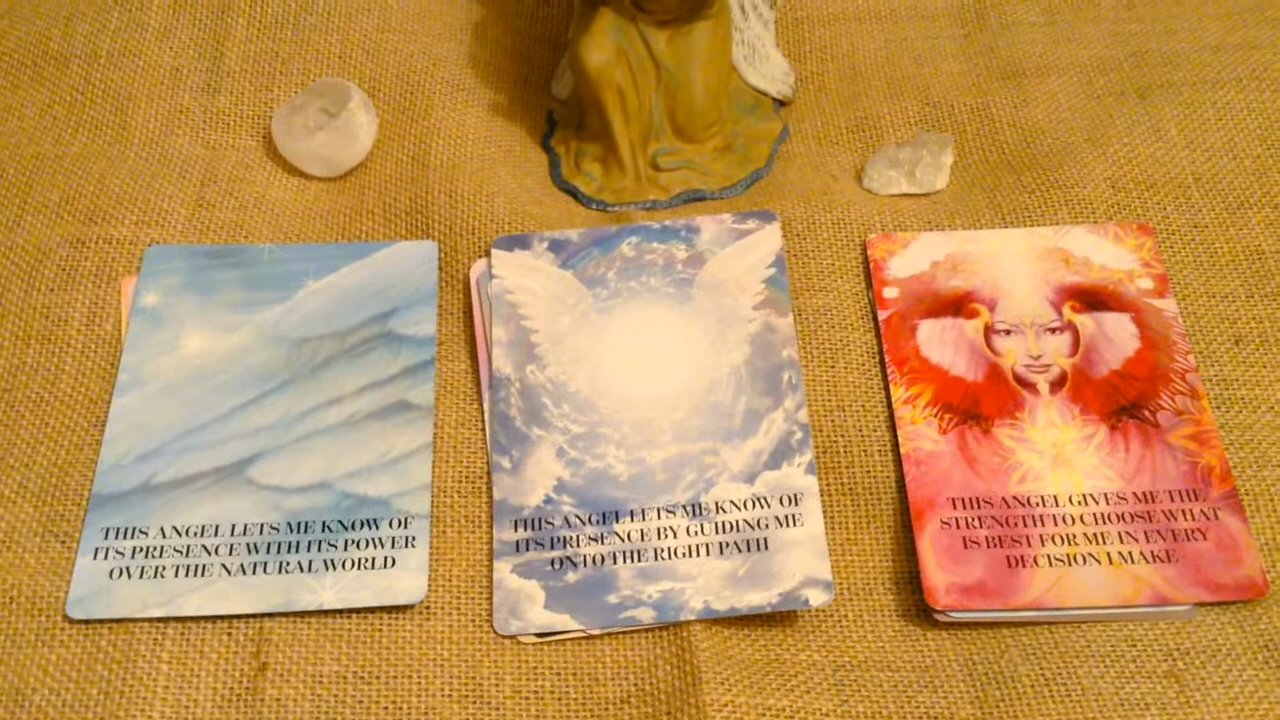 THIS ANGEL LETS ME KNOW OF
ITS PRESENCE WITH ITS POWER
OVER THE NATURAL WORLD
THIS ANGEL LETS ME KNOW OF
ITS PRESENCE BY GUIDING ME
ONTO THE RIGHT PATH
THIS ANGEL GIVES ME THE
STRENGTH TO CHOOSE WHAT
IS BEST FOR ME IN EVERY
DECISION I MAKE